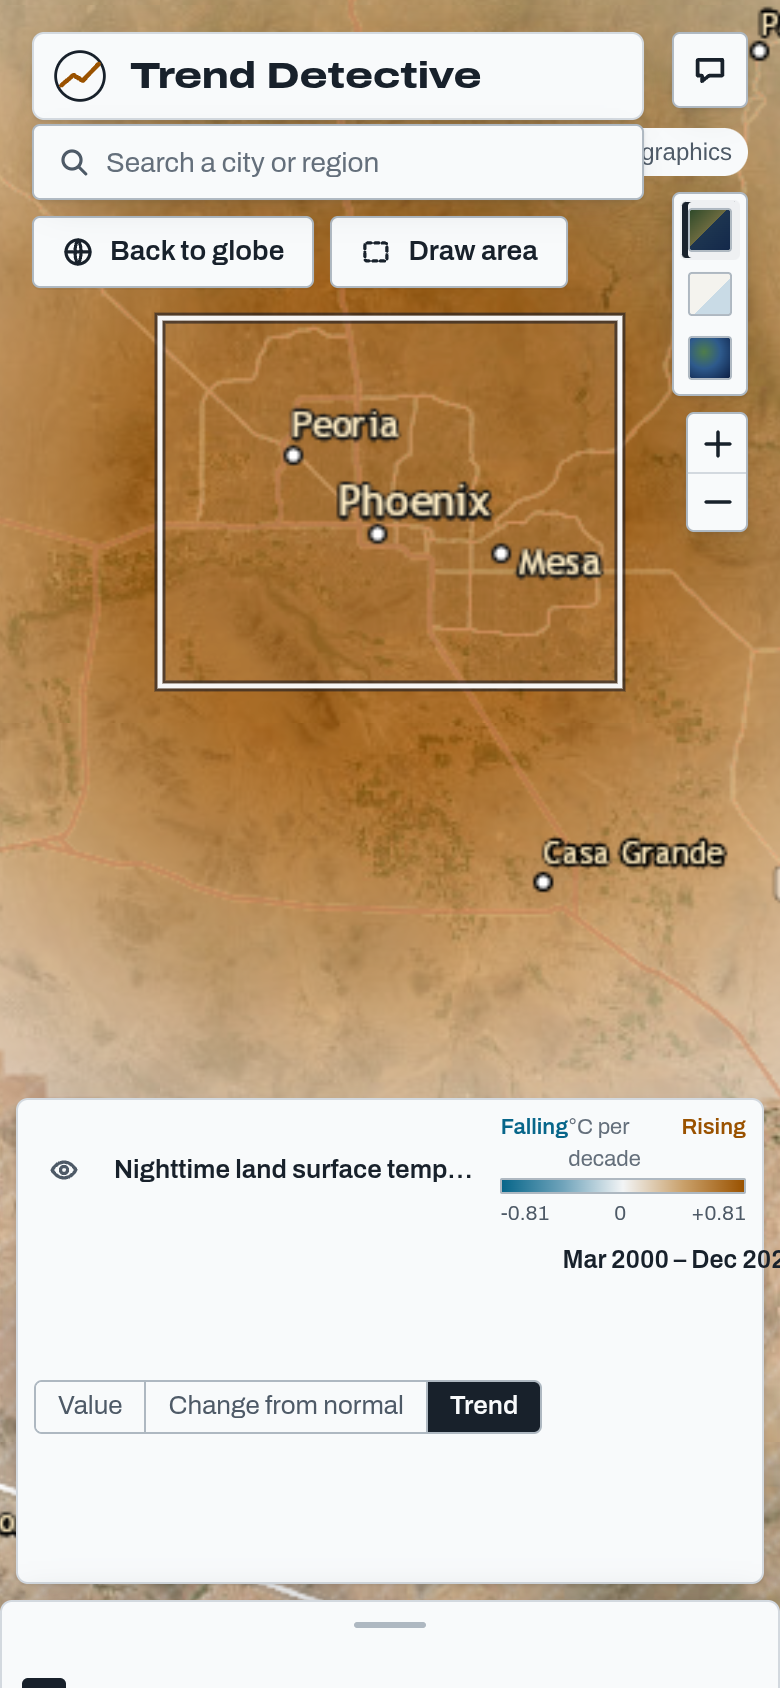 Trend Detective
Search a city or region
graphics
Back to globe
Draw area
Peoria
Phoenix
Mesa
Casa Grande
Falling °C per decade Rising
Nighttime land surface temp…
-0.81 0 +0.81
Mar 2000 – Dec 202
Value
Change from normal
Trend